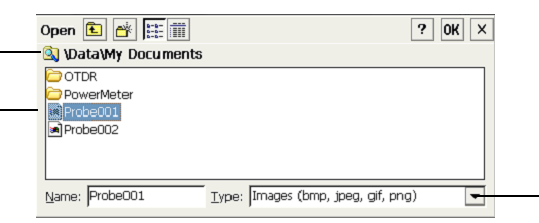 Open ? OK X
\Data\My Documents
OTDR
PowerMeter
Probe001
Probe002
Name: Probe001 Type: Images (bmp, jpeg, gif, png)